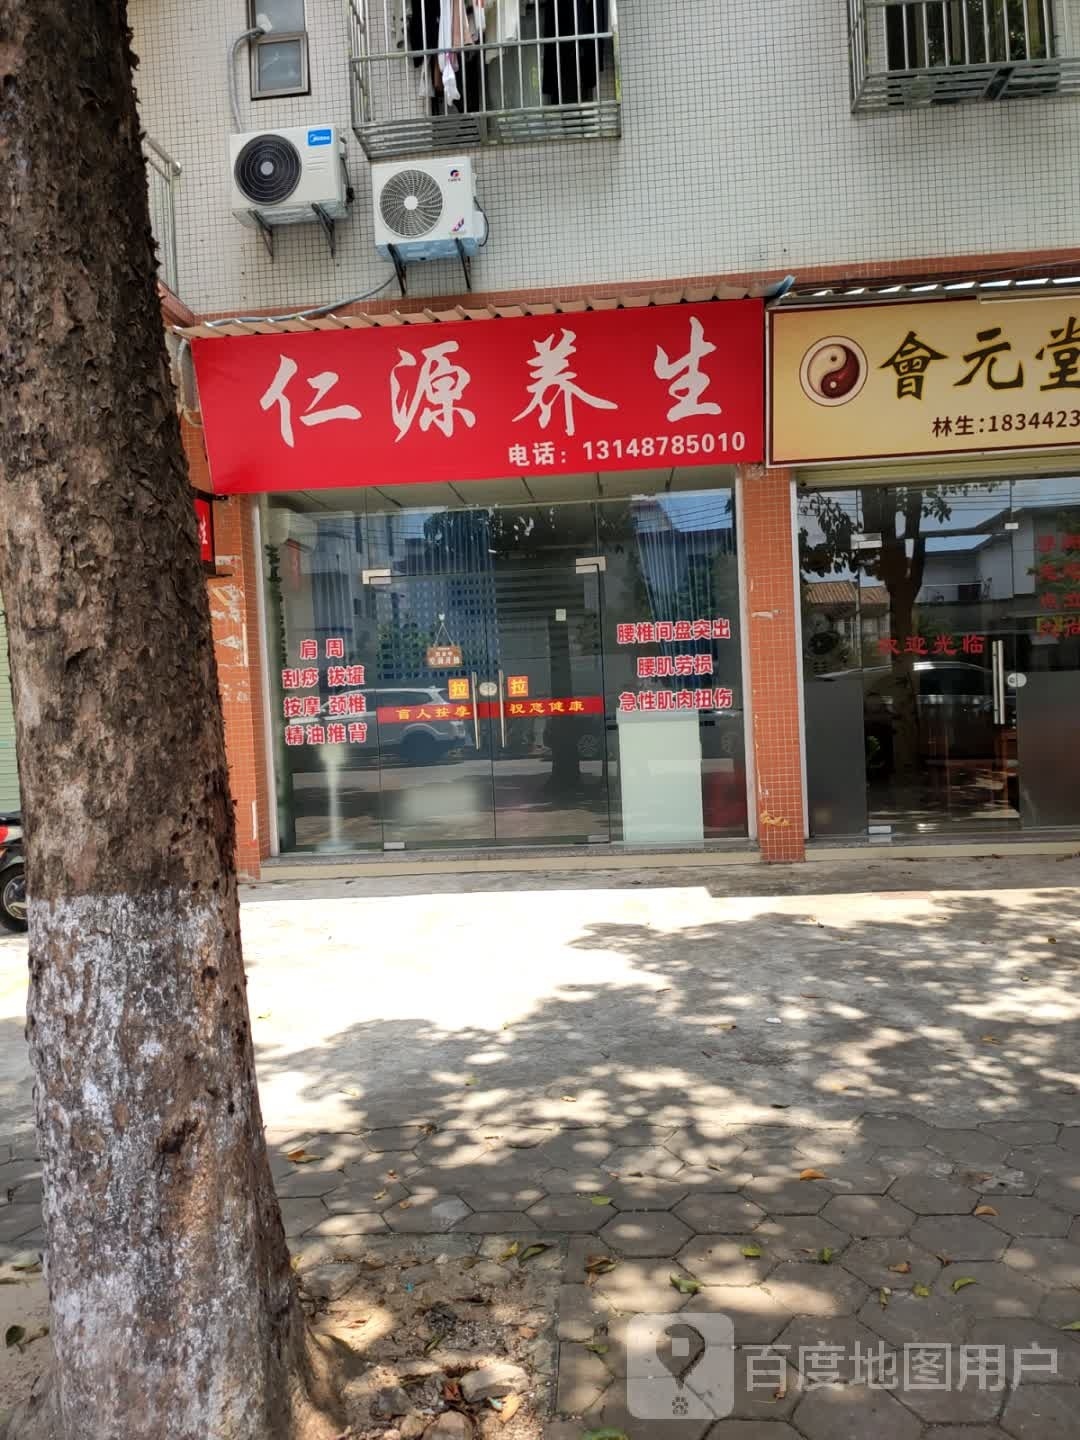 仁源养生
电话：13148785010
會元堂
林生：1834423
肩 周
刮痧 拔罐
按摩 颈椎
精油推背
拉 拉
盲人按摩 祝您健康
腰椎间盘突出
腰肌劳损
急性肌肉扭伤
欢迎光临
Midea
百度地图用户